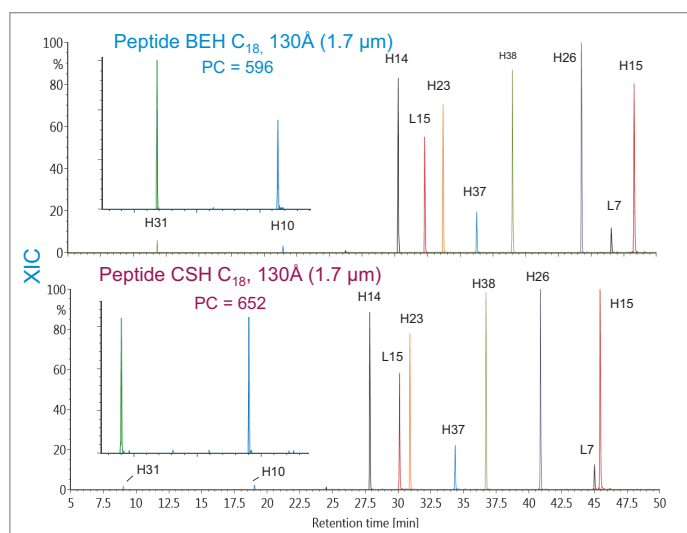 Peptide BEH C18, 130Å (1.7 µm)
PC = 596
XIC
100
%
80
60
40
20
0
H31
H10
H14
L15
H23
H37
H38
H26
L7
H15
Peptide CSH C18, 130Å (1.7 µm)
PC = 652
100
%
80
60
40
20
0
H31
H10
H14
L15
H23
H37
H38
H26
L7
H15
5 7.5 10 12.5 15 17.5 20 22.5 25 27.5 30 32.5 35 37.5 40 42.5 45 47.5 50
Retention time [min]